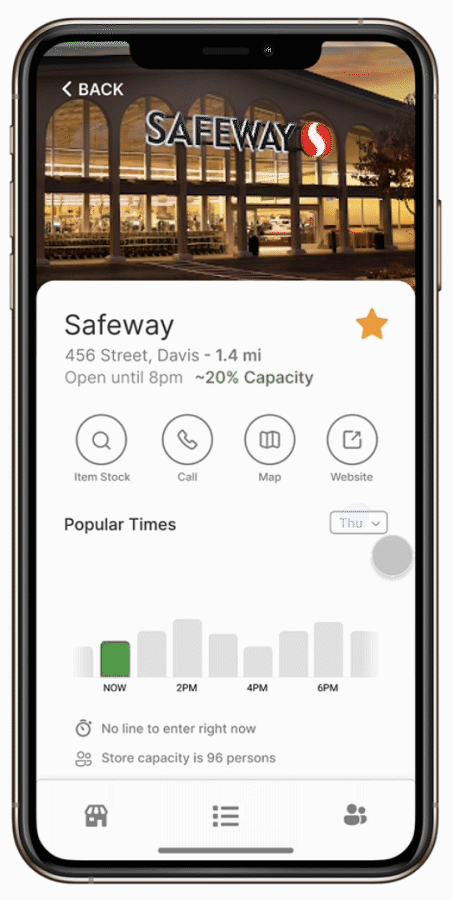 BACK
SAFEWAY
Safeway
456 Street, Davis - 1.4 mi
Open until 8pm ~20% Capacity
Item Stock Call Map Website
Popular Times Thu
NOW 2PM 4PM 6PM
No line to enter right now
Store capacity is 96 persons